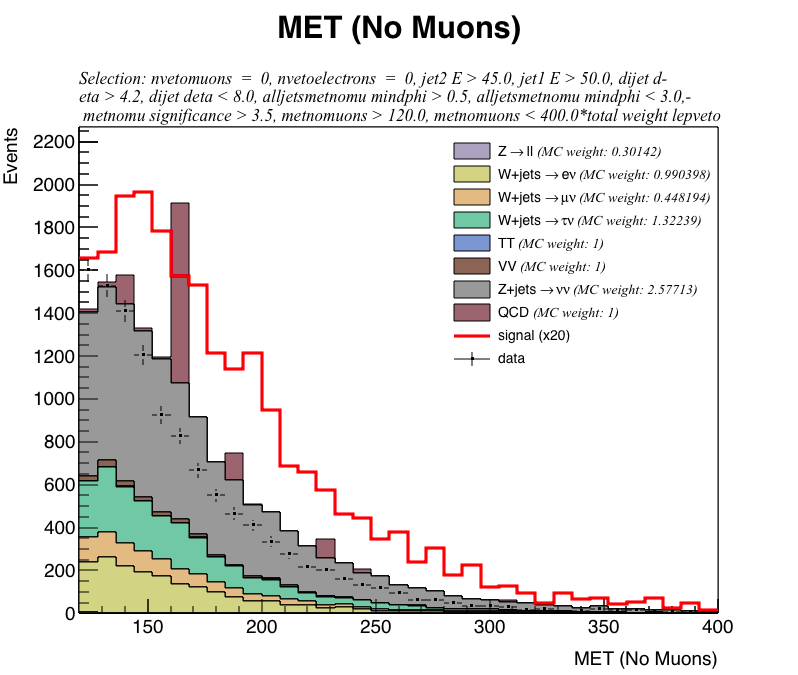 MET (No Muons)
Selection: nvetomuons = 0, nvetoelectrons = 0, jet2 E > 45.0, jet1 E > 50.0, dijet d-
eta > 4.2, dijet deta < 8.0, alljetsmetnomu mindphi > 0.5, alljetsmetnomu mindphi < 3.0,-
metnomu significance > 3.5, metnomuons > 120.0, metnomuons < 400.0*total weight lepveto
Events
2200
2000
1800
1600
1400
1200
1000
800
600
400
200
0
Z→ll (MC weight: 0.30142)
W+jets →eν (MC weight: 0.990398)
W+jets →μν (MC weight: 0.448194)
W+jets →τν (MC weight: 1.32239)
TT (MC weight: 1)
VV (MC weight: 1)
Z+jets →νν (MC weight: 2.57713)
QCD (MC weight: 1)
signal (x20)
data
150 200 250 300 350 400
MET (No Muons)